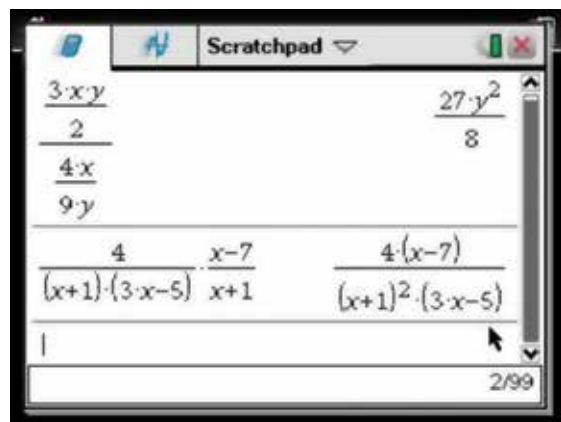 Scratchpad
3·x·y
2
4·x
9·y
27·y²
8
4/((x+1)·(3·x−5)) · (x−7)/(x+1)
4·(x−7)/((x+1)²·(3·x−5))
2/99